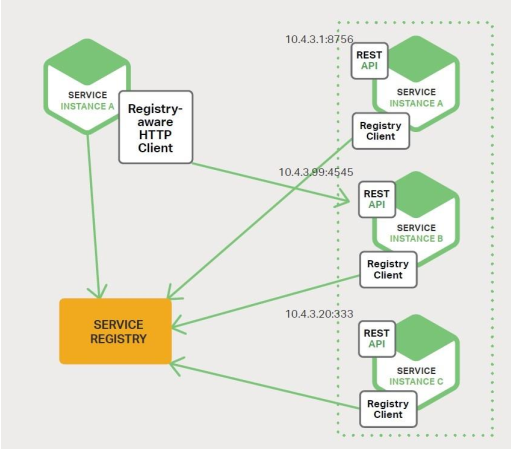 10.4.3.1:8756
REST
API
SERVICE
INSTANCE A
Registry
Client
SERVICE
INSTANCE A
Registry-
aware
HTTP
Client
10.4.3.99:4545
REST
API
SERVICE
INSTANCE B
Registry
Client
10.4.3.20:333
REST
API
SERVICE
INSTANCE C
Registry
Client
SERVICE
REGISTRY